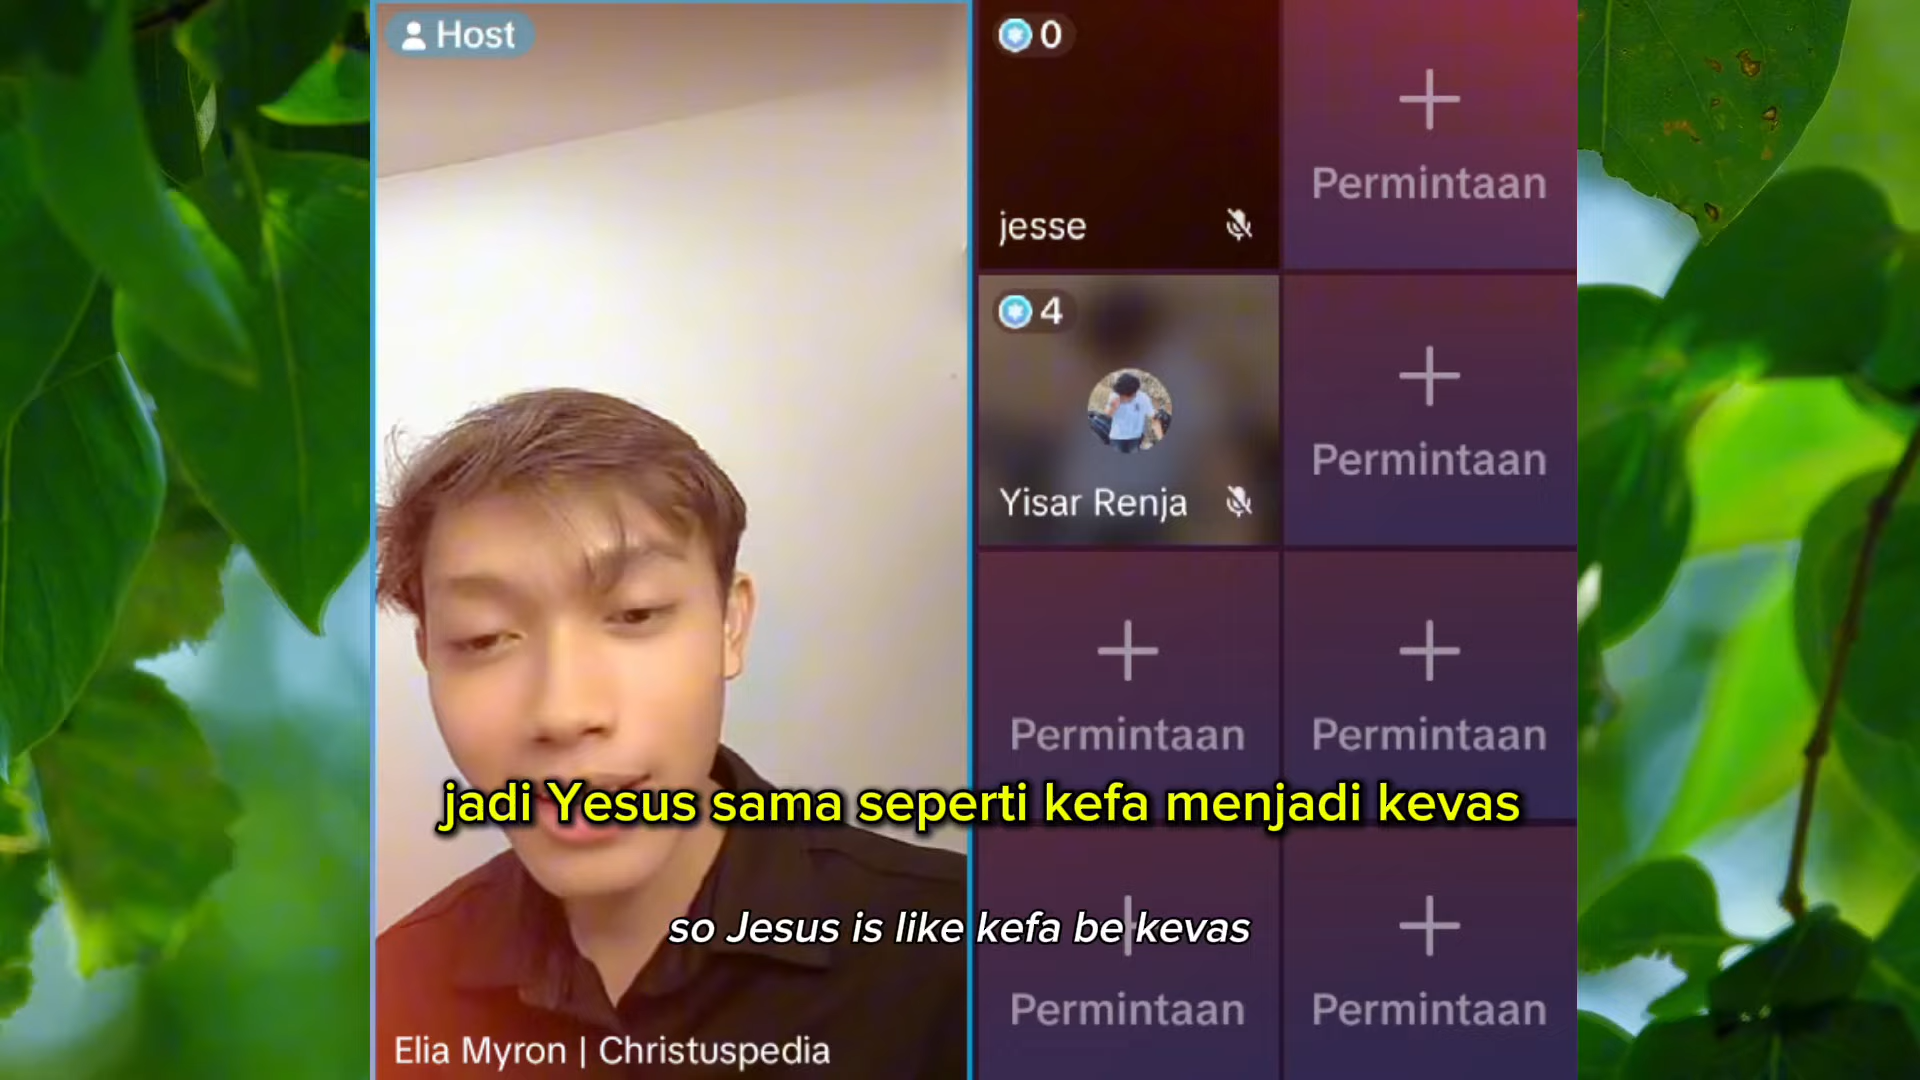 Host
0
jesse
Permintaan
4
Yisar Renja
Permintaan
Permintaan
Permintaan
jadi Yesus sama seperti kefa menjadi kevas
so Jesus is like kefa be kevas
Permintaan
Permintaan
Elia Myron | Christuspedia